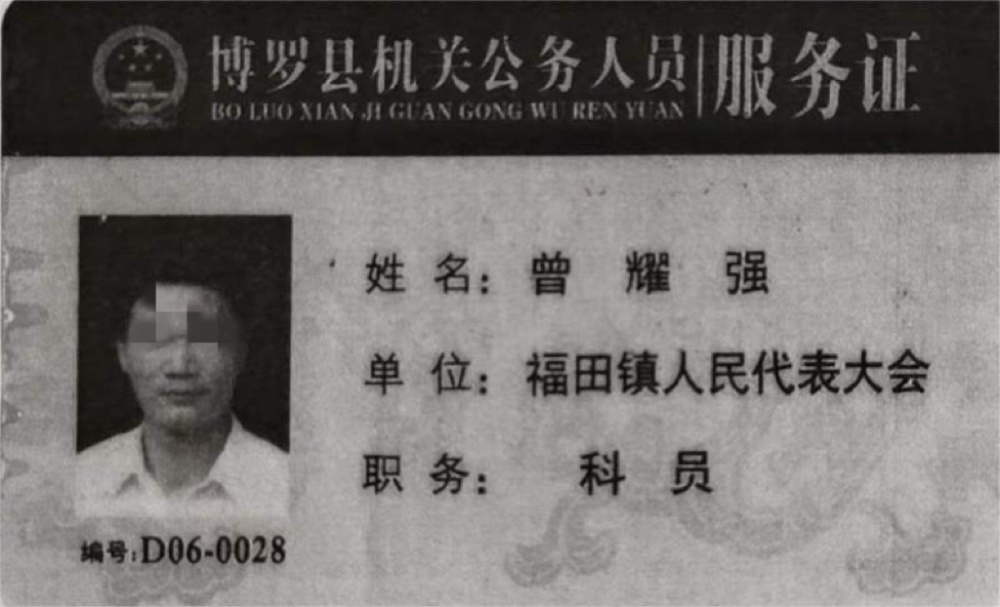 博罗县机关公务人员|服务证
BO LUO XIAN JI GUAN GONG WU REN YUAN
姓 名： 曾 耀 强
单 位： 福田镇人民代表大会
职 务： 科 员
编号：D06-0028